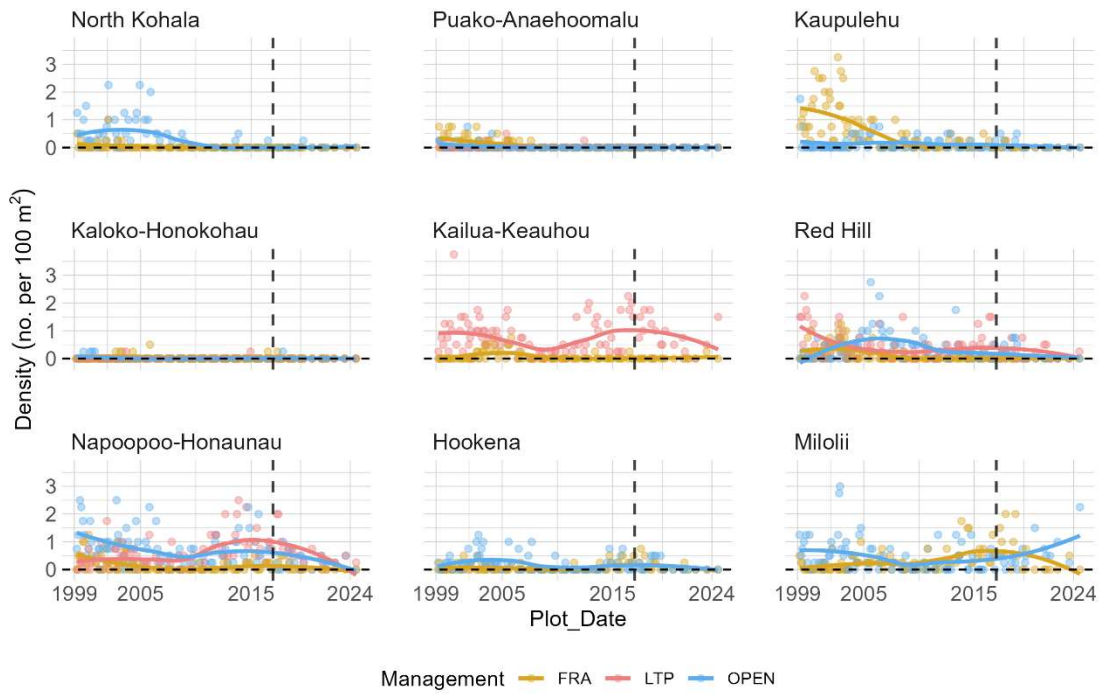 North Kohala
Puako-Anaehoomalu
Kaupulehu
3
2
1
0
Kaloko-Honokohau
Kailua-Keauhou
Red Hill
3
2
1
0
Density (no. per 100 m²)
Napoopoo-Honaunau
Hookena
Milolii
3
2
1
0
1999 2005 2015 2024
1999 2005 2015 2024
1999 2005 2015 2024
Plot_Date
Management FRA LTP OPEN